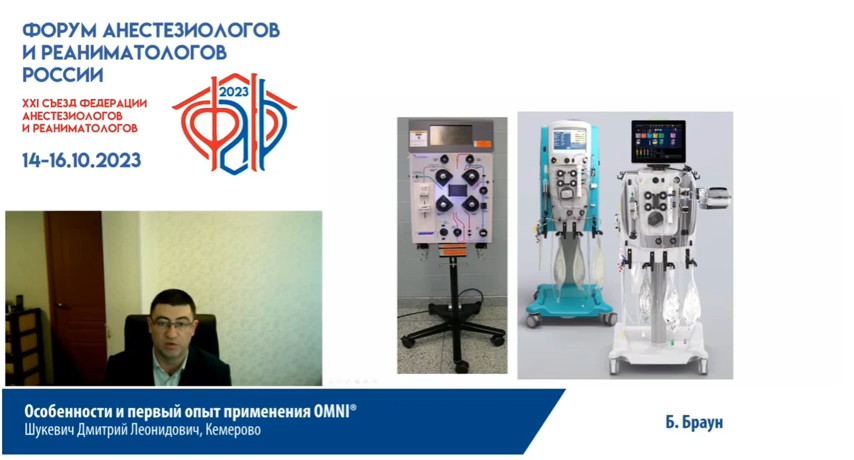 ФОРУМ АНЕСТЕЗИОЛОГОВ
И РЕАНИМАТОЛОГОВ
РОССИИ
XXI СЪЕЗД ФЕДЕРАЦИИ
АНЕСТЕЗИОЛОГОВ
И РЕАНИМАТОЛОГОВ
14-16.10.2023
2023
ФАР
Особенности и первый опыт применения OMNI®
Шукевич Дмитрий Леонидович, Кемерово
Б. Браун